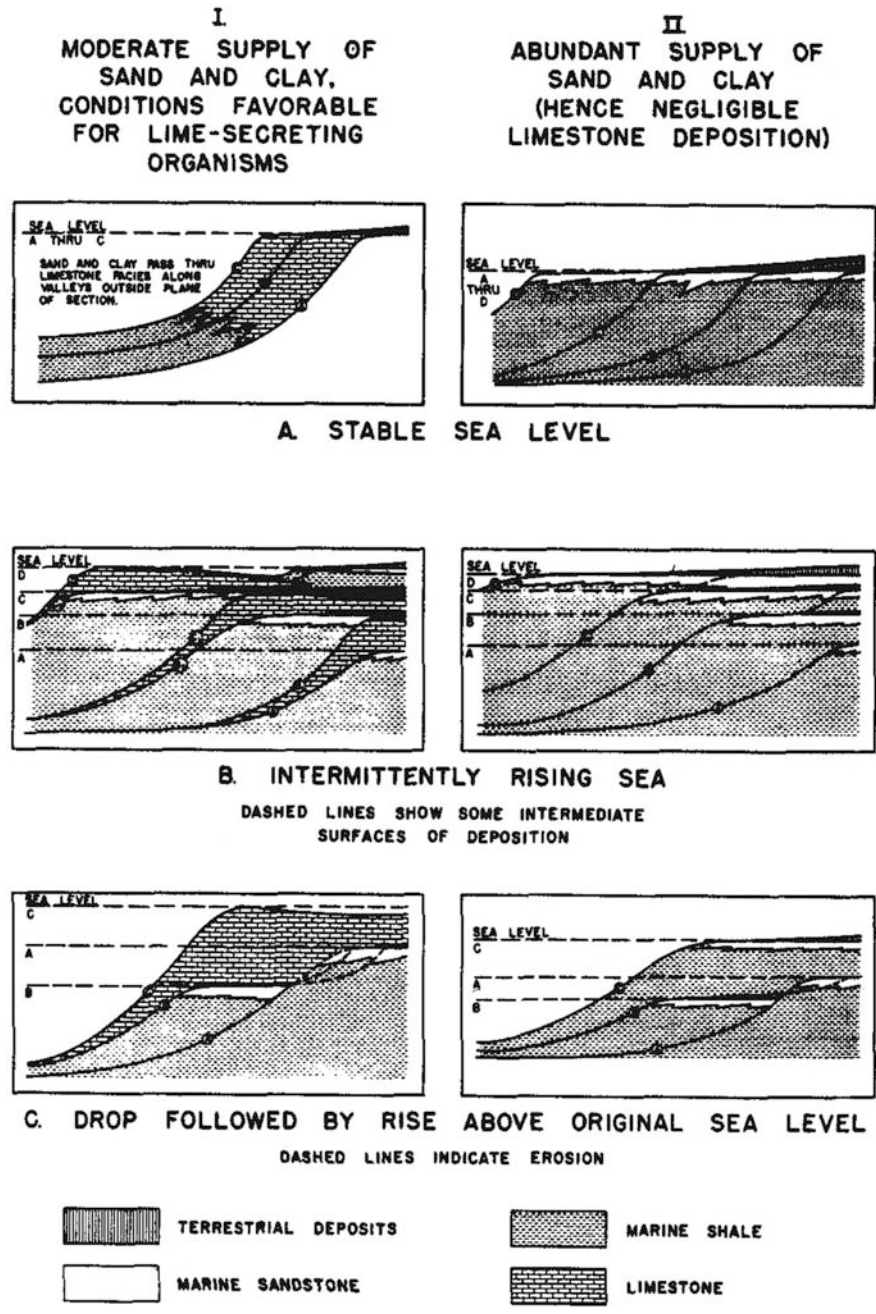 I.
MODERATE SUPPLY OF
SAND AND CLAY,
CONDITIONS FAVORABLE
FOR LIME-SECRETING
ORGANISMS
II
ABUNDANT SUPPLY OF
SAND AND CLAY
(HENCE NEGLIGIBLE
LIMESTONE DEPOSITION)
SEA LEVEL
A THRU C
SAND AND CLAY PASS THRU
LIMESTONE FACIES ALONG
VALLEYS OUTSIDE PLANE
OF SECTION.
SEA LEVEL
A
THRU
D
A. STABLE SEA LEVEL
SEA LEVEL
D
C
B
A
SEA LEVEL
D
C
B
A
B. INTERMITTENTLY RISING SEA
DASHED LINES SHOW SOME INTERMEDIATE
SURFACES OF DEPOSITION
SEA LEVEL
C
A
B
SEA LEVEL
C
A
B
C. DROP FOLLOWED BY RISE ABOVE ORIGINAL SEA LEVEL
DASHED LINES INDICATE EROSION
TERRESTRIAL DEPOSITS
MARINE SHALE
MARINE SANDSTONE
LIMESTONE